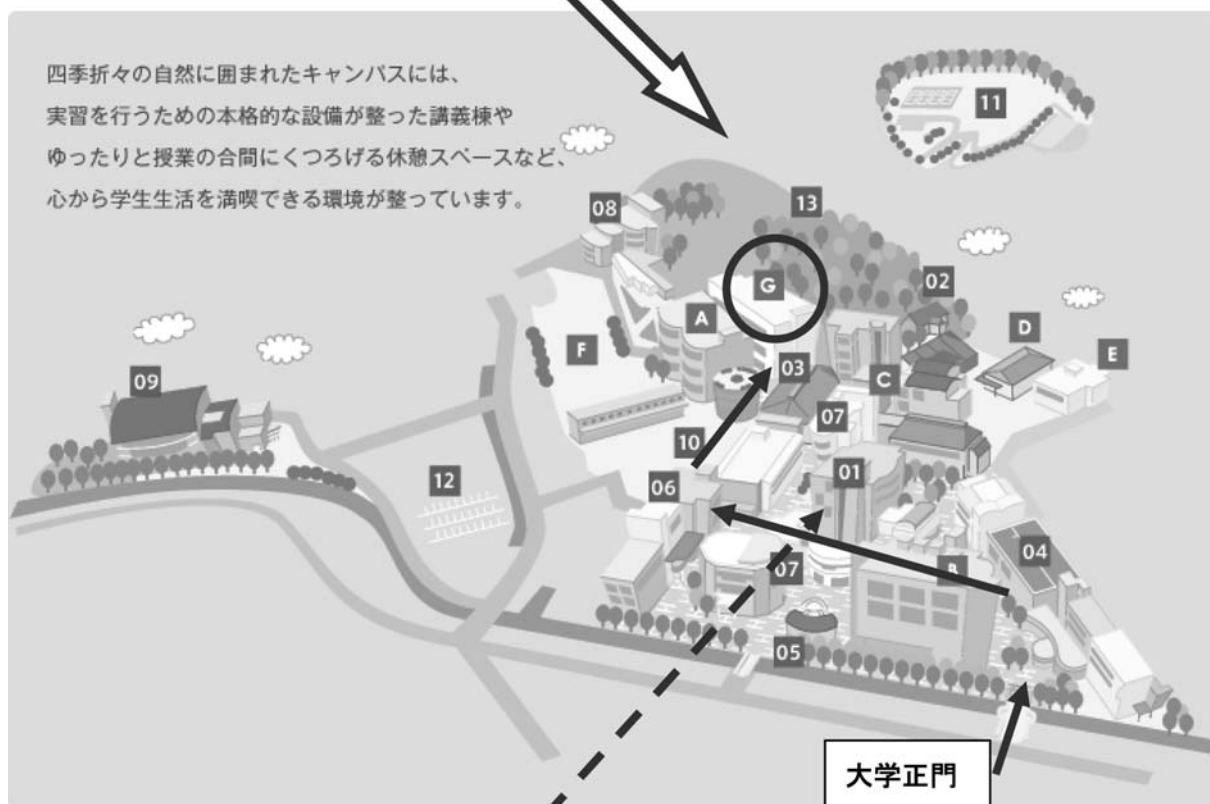 四季折々の自然に囲まれたキャンパスには、
実習を行うための本格的な設備が整った講義棟や
ゆったりと授業の合間にくつろげる休憩スペースなど、
心から学生生活を満喫できる環境が整っています。
11
13
08
02
G
A
D
E
F
03
C
09
07
10
01
12
06
04
07
B
05
大学正門